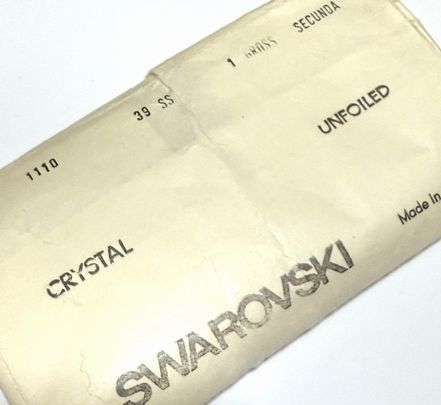 1110 39 SS 1 GROSS SECUNDA
CRYSTAL UNFOILED
SWAROVSKI Made in